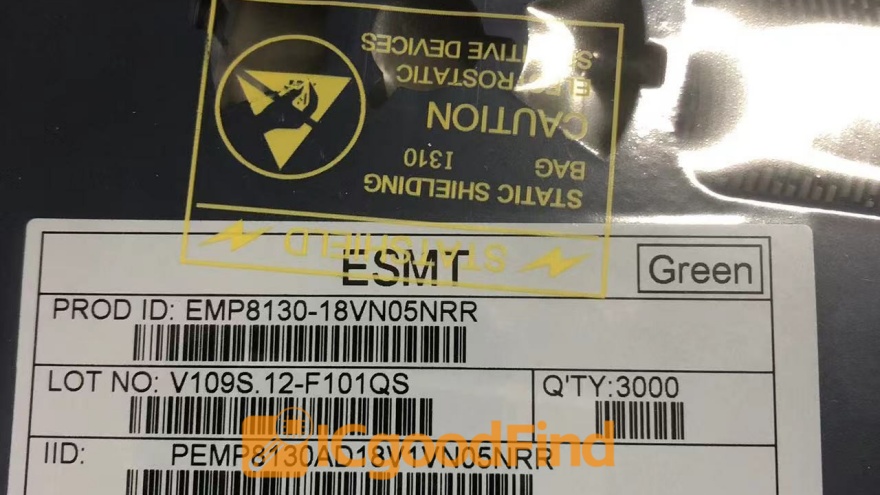 SENSITIVE DEVICES
ELECTROSTATIC
CAUTION
BAG I310
STATIC SHIELDING
STATSHIELD
ESMT
Green
PROD ID: EMP8130-18VN05NRR
LOT NO: V109S.12-F101QS
Q'TY:3000
IID: PEMP8130AD18V1VN05NRR
ICgoodFind